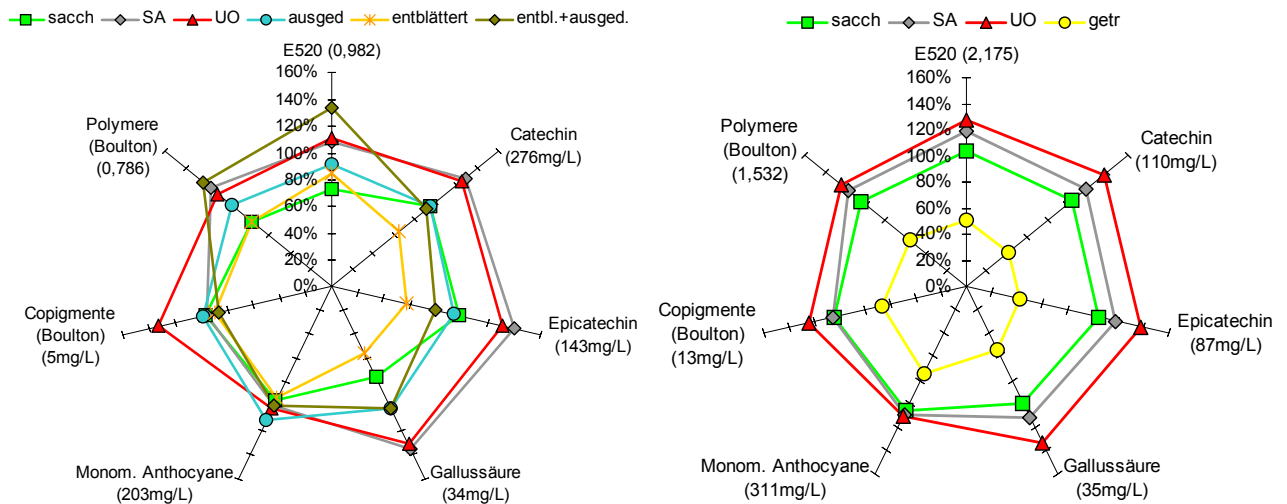 sacch SA UO ausged entblättert entbl.+ausged.
E520 (0,982)
160%
140%
120%
100%
80%
60%
40%
20%
0%
Catechin
(276mg/L)
Epicatechin
(143mg/L)
Gallussäure
(34mg/L)
Monom. Anthocyane
(203mg/L)
Copigmente
(Boulton)
(5mg/L)
Polymere
(Boulton)
(0,786)
sacch SA UO getr
E520 (2,175)
160%
140%
120%
100%
80%
60%
40%
20%
0%
Catechin
(110mg/L)
Epicatechin
(87mg/L)
Gallussäure
(35mg/L)
Monom. Anthocyane
(311mg/L)
Copigmente
(Boulton)
(13mg/L)
Polymere
(Boulton)
(1,532)